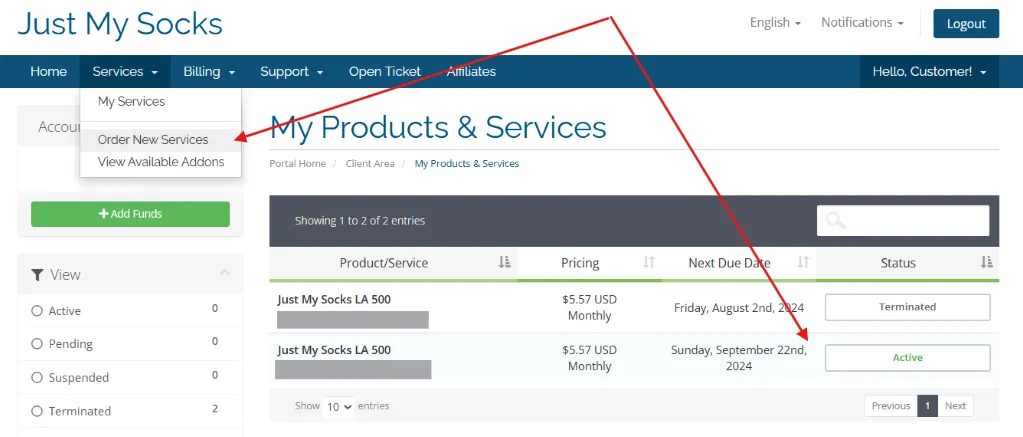 Just My Socks
English
Notifications
Logout
Home
Services
Billing
Support
Open Ticket
Affiliates
Hello, Customer!
My Services
Order New Services
View Available Addons
Accou
+ Add Funds
View
Active 0
Pending 0
Suspended 0
Terminated 2
My Products & Services
Portal Home / Client Area / My Products & Services
Showing 1 to 2 of 2 entries
Product/Service Pricing Next Due Date Status
Just My Socks LA 500
$5.57 USD
Monthly
Friday, August 2nd, 2024
Terminated
Just My Socks LA 500
$5.57 USD
Monthly
Sunday, September 22nd,
2024
Active
Show 10 entries
Previous 1 Next